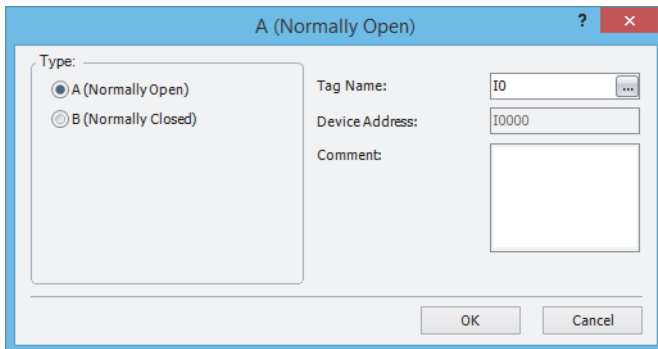 A (Normally Open)
?
Type:
A (Normally Open)
B (Normally Closed)
Tag Name:
I0
...
Device Address:
I0000
Comment:
OK
Cancel